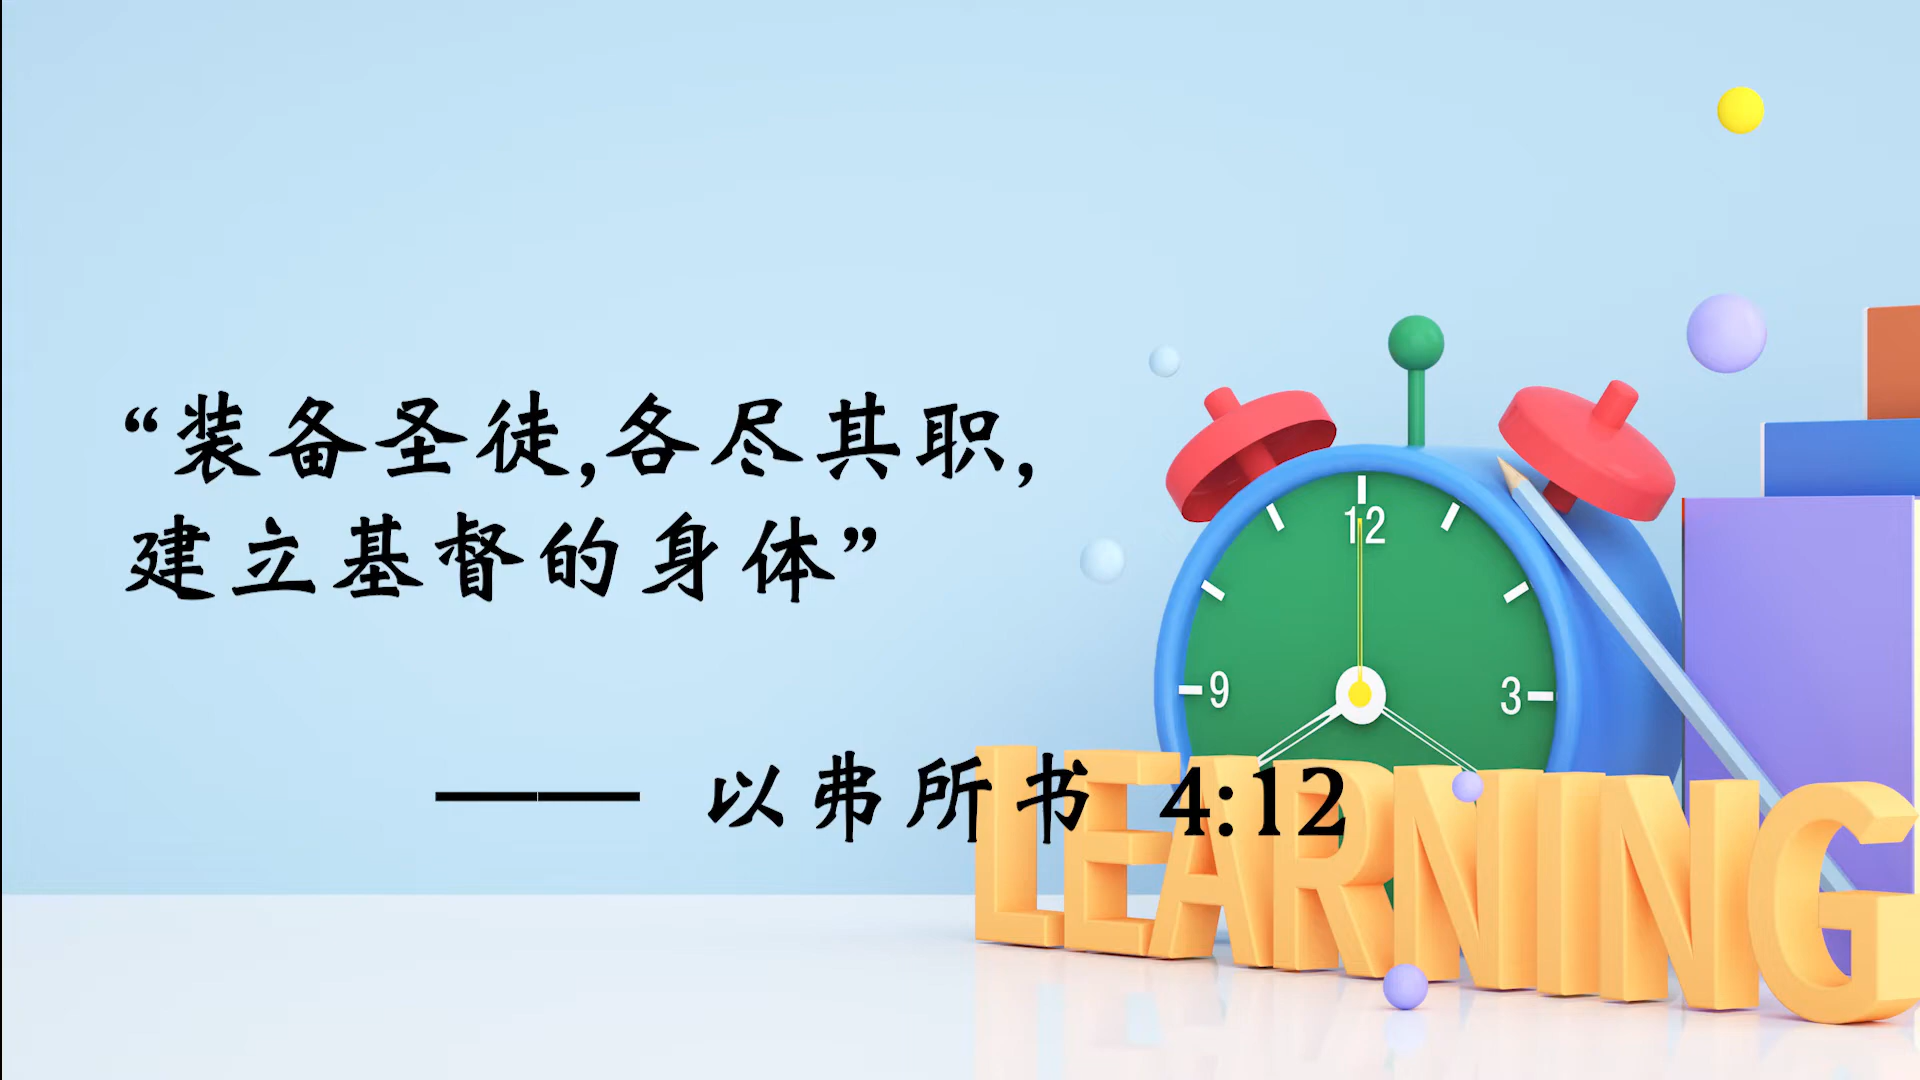 “装备圣徒,各尽其职,
建立基督的身体”
—— 以弗所书 4:12
12
9
3
LEARNING